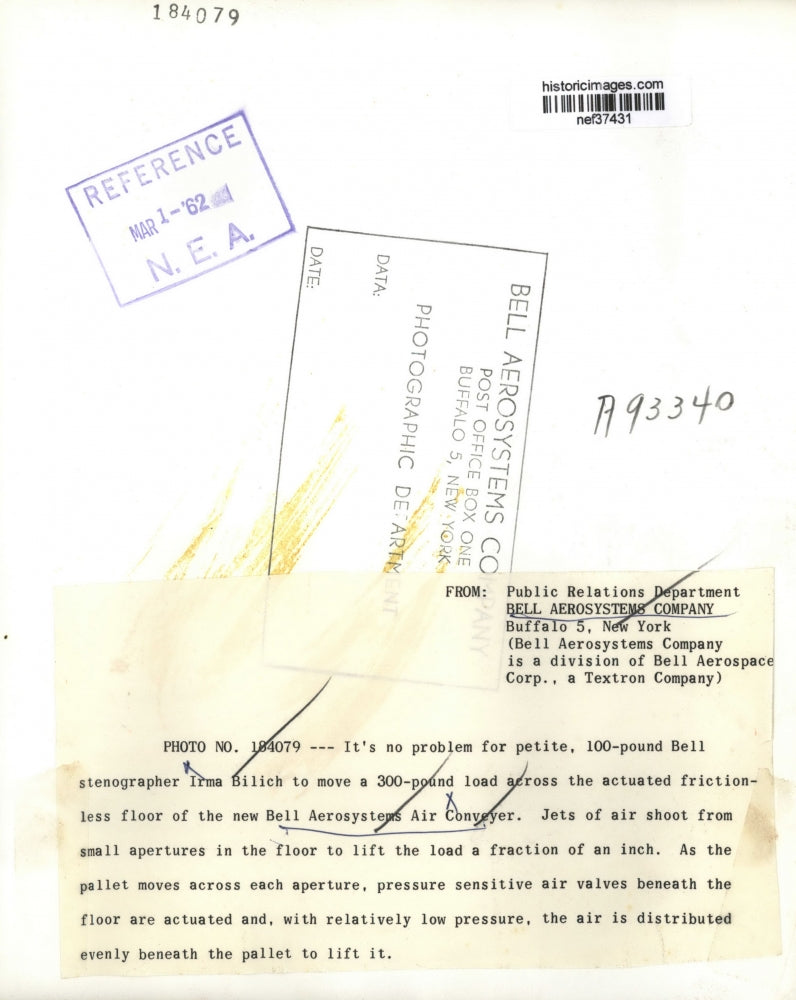 184079
historicimages.com
nef37431
REFERENCE
MAR 1-'62
N. E. A.
BELL AEROSYSTEMS COMPANY
POST OFFICE BOX ONE
BUFFALO 5, NEW YORK
PHOTOGRAPHIC DEPARTMENT
DATA:
DATE:
A93340
FROM: Public Relations Department
BELL AEROSYSTEMS COMPANY
Buffalo 5, New York
(Bell Aerosystems Company
is a division of Bell Aerospace
Corp., a Textron Company)
PHOTO NO. 184079 --- It's no problem for petite, 100-pound Bell
stenographer Irma Bilich to move a 300-pound load across the actuated friction-
less floor of the new Bell Aerosystems Air Conveyer. Jets of air shoot from
small apertures in the floor to lift the load a fraction of an inch. As the
pallet moves across each aperture, pressure sensitive air valves beneath the
floor are actuated and, with relatively low pressure, the air is distributed
evenly beneath the pallet to lift it.